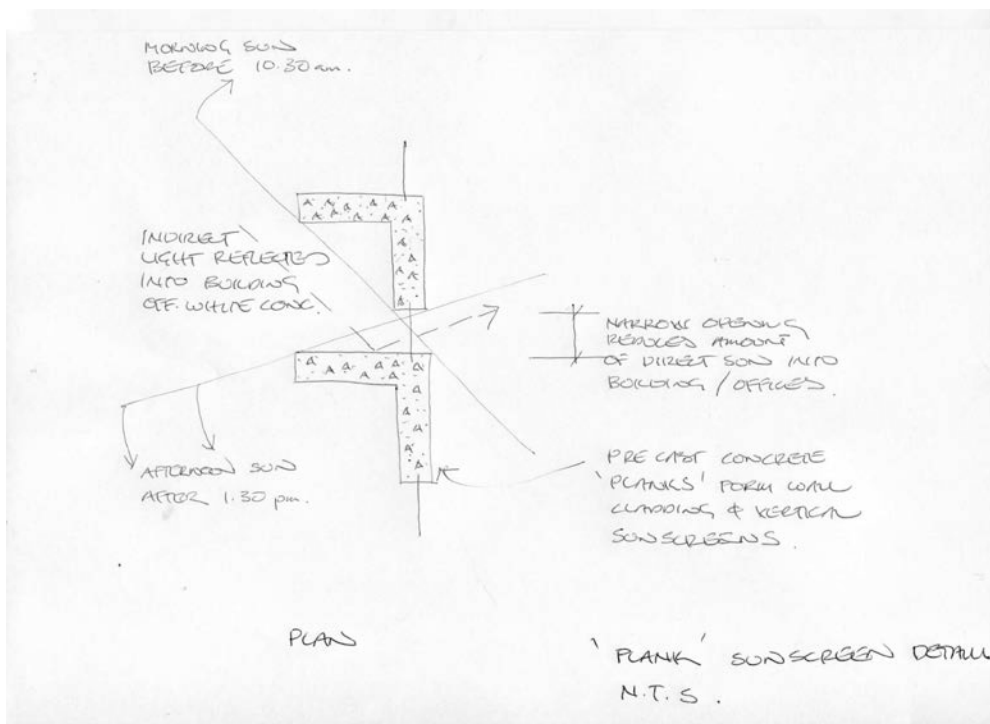 MORNING SUN
BEFORE 10.30 am.
INDIRECT
LIGHT REFLECTED
INTO BUILDING
OFF WHITE CONC.
NARROW OPENING
REDUCES AMOUNT
OF DIRECT SUN INTO
BUILDING / OFFICES.
AFTERNOON SUN
AFTER 1.30 pm.
PRE CAST CONCRETE
'PLANKS' FORM WALL
CLADDING & VERTICAL
SUNSCREENS.
PLAN
'PLANK' SUNSCREEN DETAIL
N.T.S.